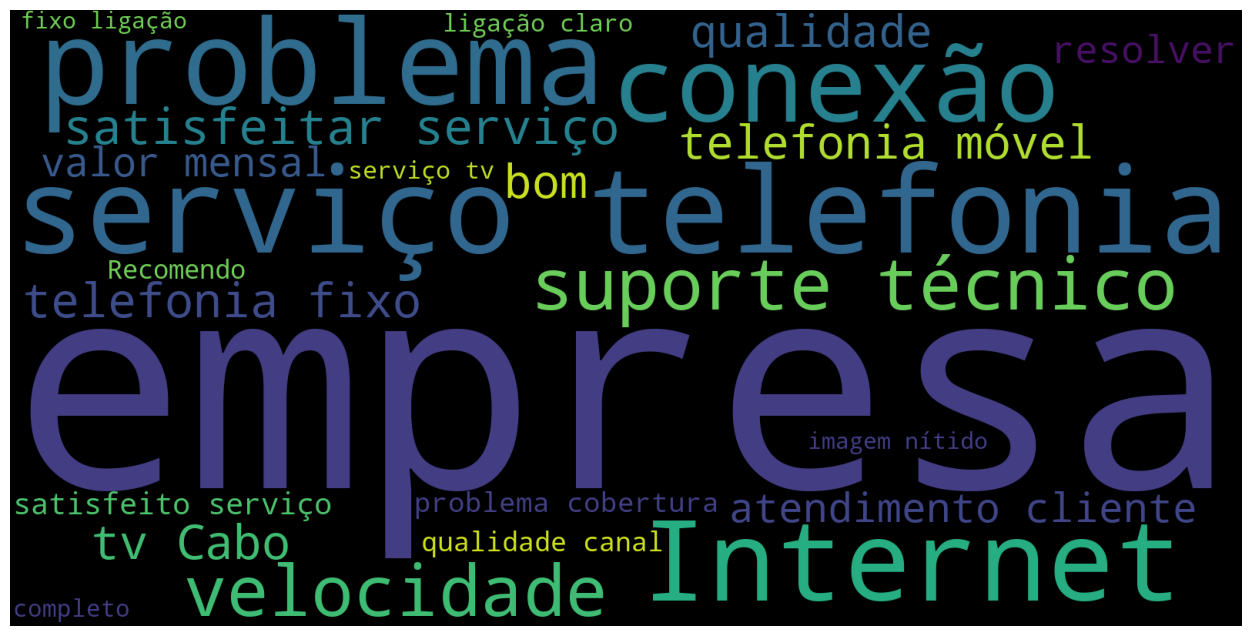 fixo ligação
ligação claro
problema
qualidade
resolver
conexão
satisfeitar serviço
telefonia móvel
valor mensal
serviço tv
bom
serviço
telefonia
Recomendo
suporte técnico
telefonia fixo
empresa
imagem nítido
satisfeito serviço
problema cobertura
atendimento cliente
tv Cabo
qualidade canal
Internet
velocidade
completo